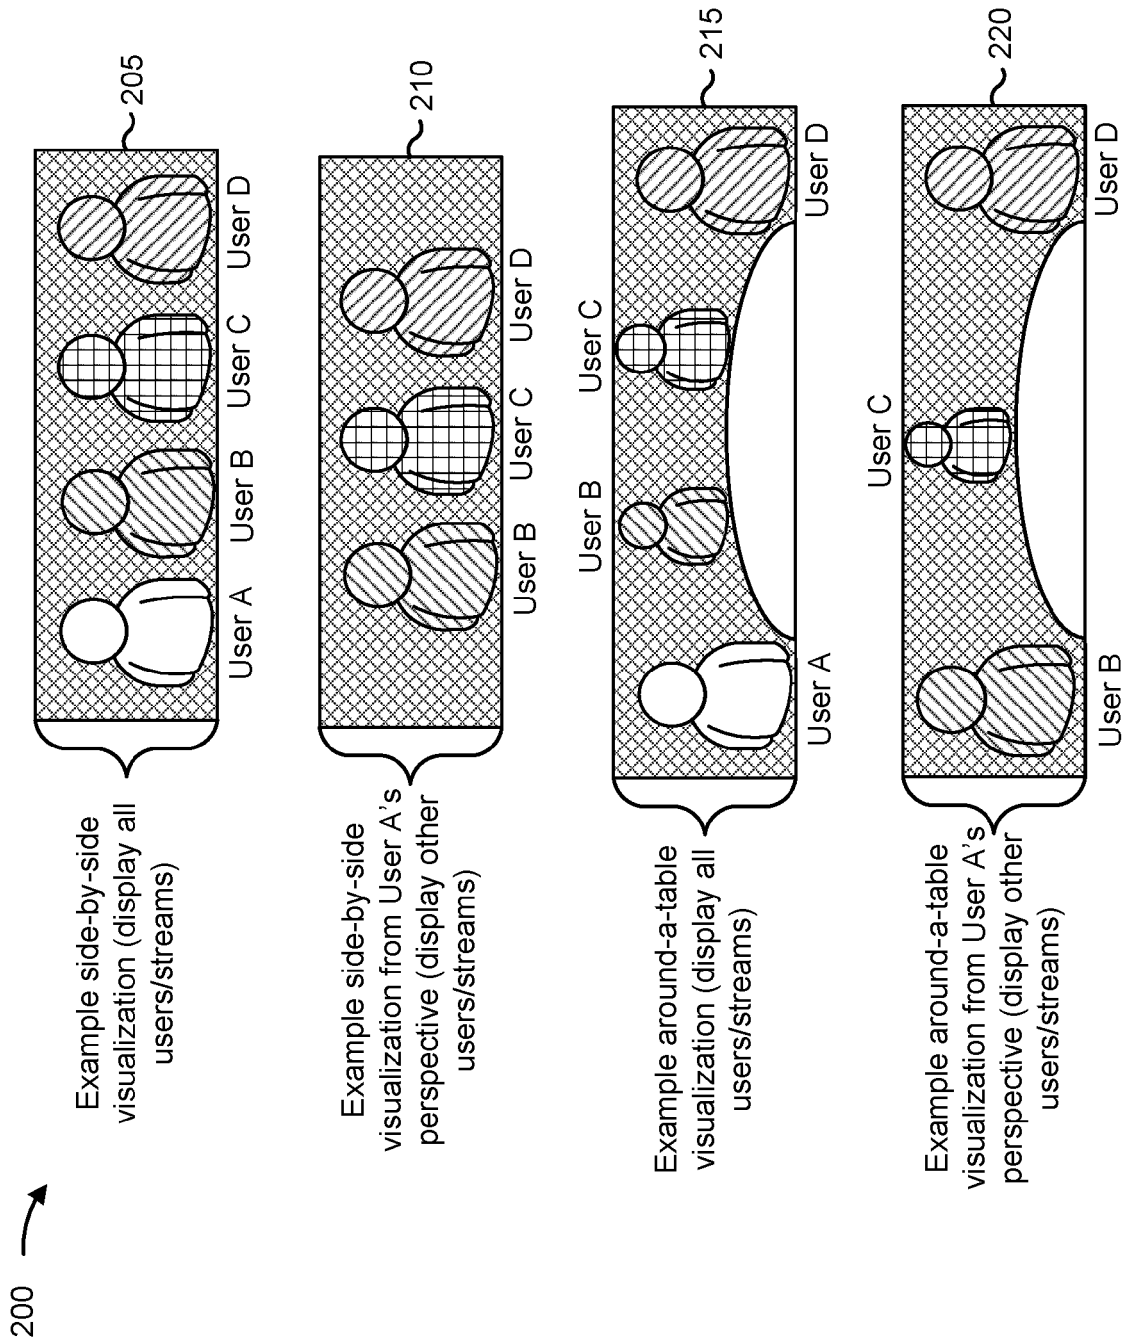 200
Example side-by-side
visualization (display all
users/streams)
User A
User B
User C
User D
205
Example side-by-side
visualization from User A's
perspective (display other
users/streams)
User B
User C
User D
210
Example around-a-table
visualization (display all
users/streams)
User A
User B
User C
User D
215
Example around-a-table
visualization from User A's
perspective (display other
users/streams)
User B
User C
User D
220